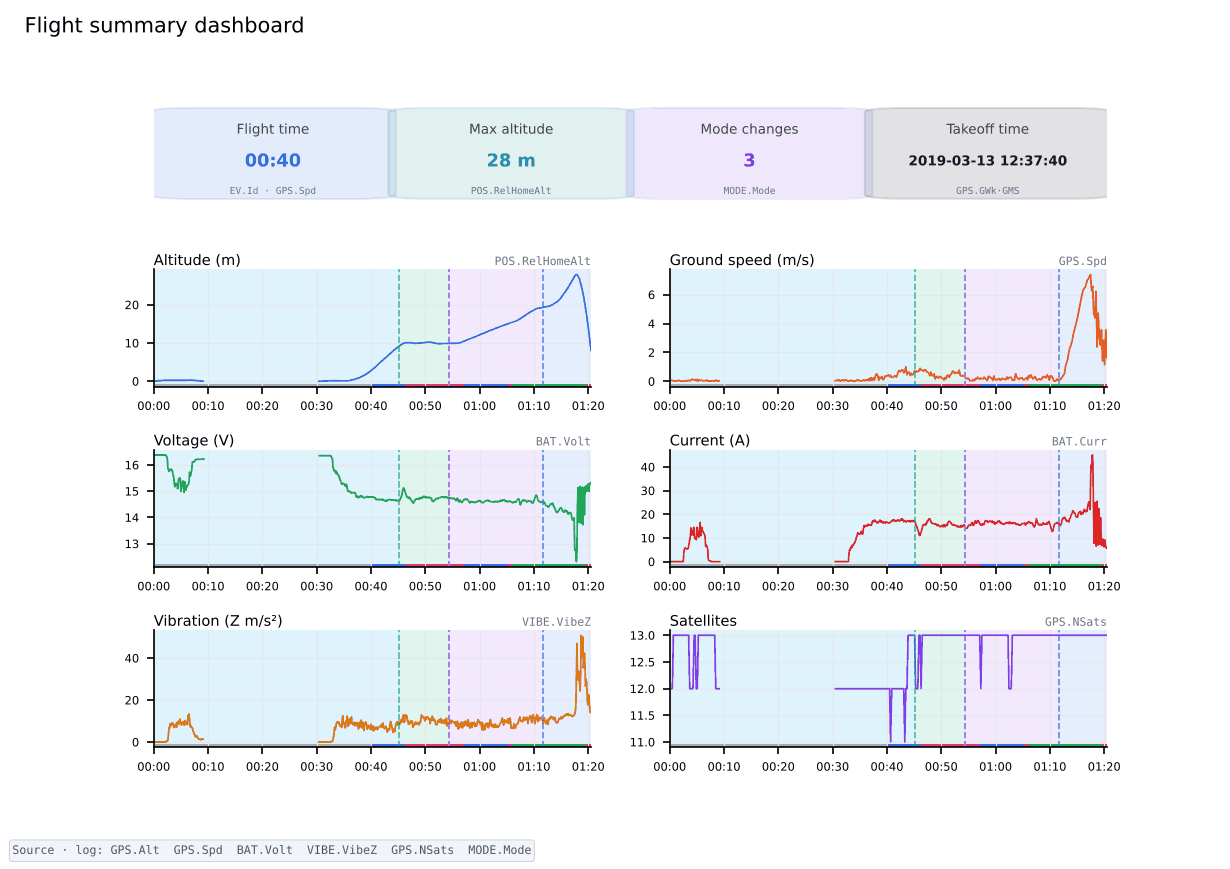 Flight summary dashboard
Flight time
00:40
EV.Id · GPS.Spd
Max altitude
28 m
POS.RelHomeAlt
Mode changes
3
MODE.Mode
Takeoff time
2019-03-13 12:37:40
GPS.GWk·GMS
Altitude (m) POS.RelHomeAlt
20
10
0
00:00 00:10 00:20 00:30 00:40 00:50 01:00 01:10 01:20
Ground speed (m/s) GPS.Spd
6
4
2
0
00:00 00:10 00:20 00:30 00:40 00:50 01:00 01:10 01:20
Voltage (V) BAT.Volt
16
15
14
13
00:00 00:10 00:20 00:30 00:40 00:50 01:00 01:10 01:20
Current (A) BAT.Curr
40
30
20
10
0
00:00 00:10 00:20 00:30 00:40 00:50 01:00 01:10 01:20
Vibration (Z m/s²) VIBE.VibeZ
40
20
0
00:00 00:10 00:20 00:30 00:40 00:50 01:00 01:10 01:20
Satellites GPS.NSats
13.0
12.5
12.0
11.5
11.0
00:00 00:10 00:20 00:30 00:40 00:50 01:00 01:10 01:20
Source · log: GPS.Alt GPS.Spd BAT.Volt VIBE.VibeZ GPS.NSats MODE.Mode